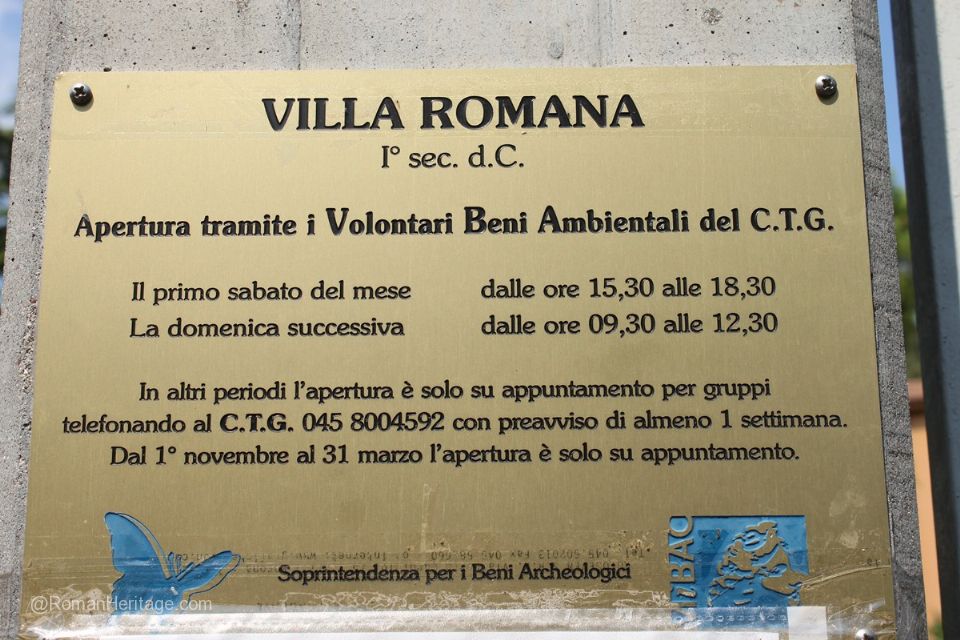 VILLA ROMANA
I° sec. d.C.
Apertura tramite i Volontari Beni Ambientali del C.T.G.
Il primo sabato del mese dalle ore 15,30 alle 18,30
La domenica successiva dalle ore 09,30 alle 12,30
In altri periodi l'apertura è solo su appuntamento per gruppi
telefonando al C.T.G. 045 8004592 con preavviso di almeno 1 settimana.
Dal 1° novembre al 31 marzo l'apertura è solo su appuntamento.
Soprintendenza per i Beni Archeologici
MiBAC
@RomanHeritage.com